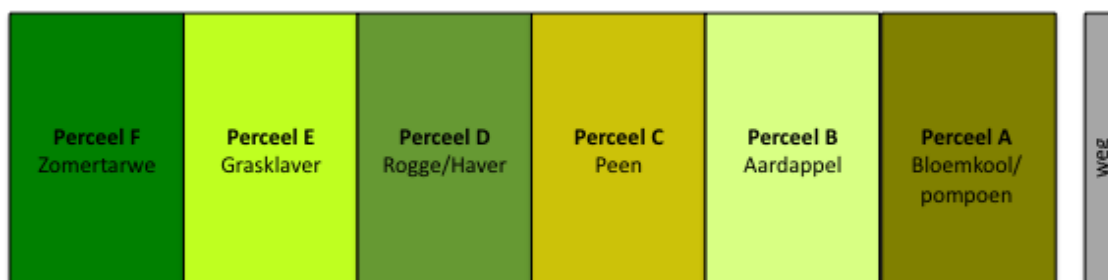 Perceel F
Zomertarwe
Perceel E
Grasklaver
Perceel D
Rogge/Haver
Perceel C
Peen
Perceel B
Aardappel
Perceel A
Bloemkool/
pompoen
weg